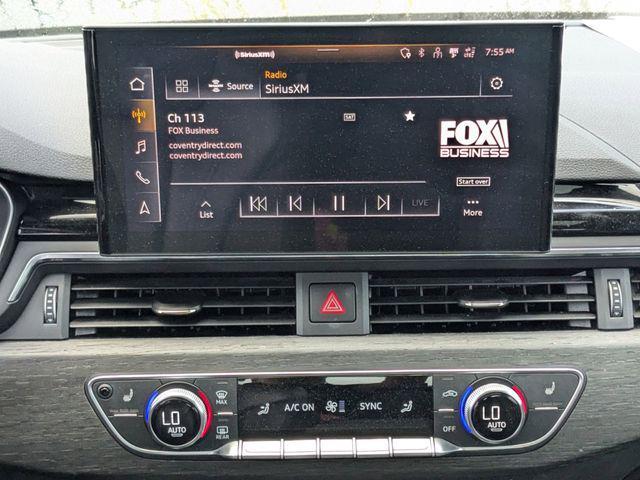 ((SiriusXM))
LTE
7:55 AM
Source
Radio
SiriusXM
Ch 113
FOX Business
SAT
coventrydirect.com
coventrydirect.com
FOX
BUSINESS
Start over
List
LIVE
More
MAX
LO
AUTO
REAR
A/C ON
SYNC
OFF
LO
AUTO